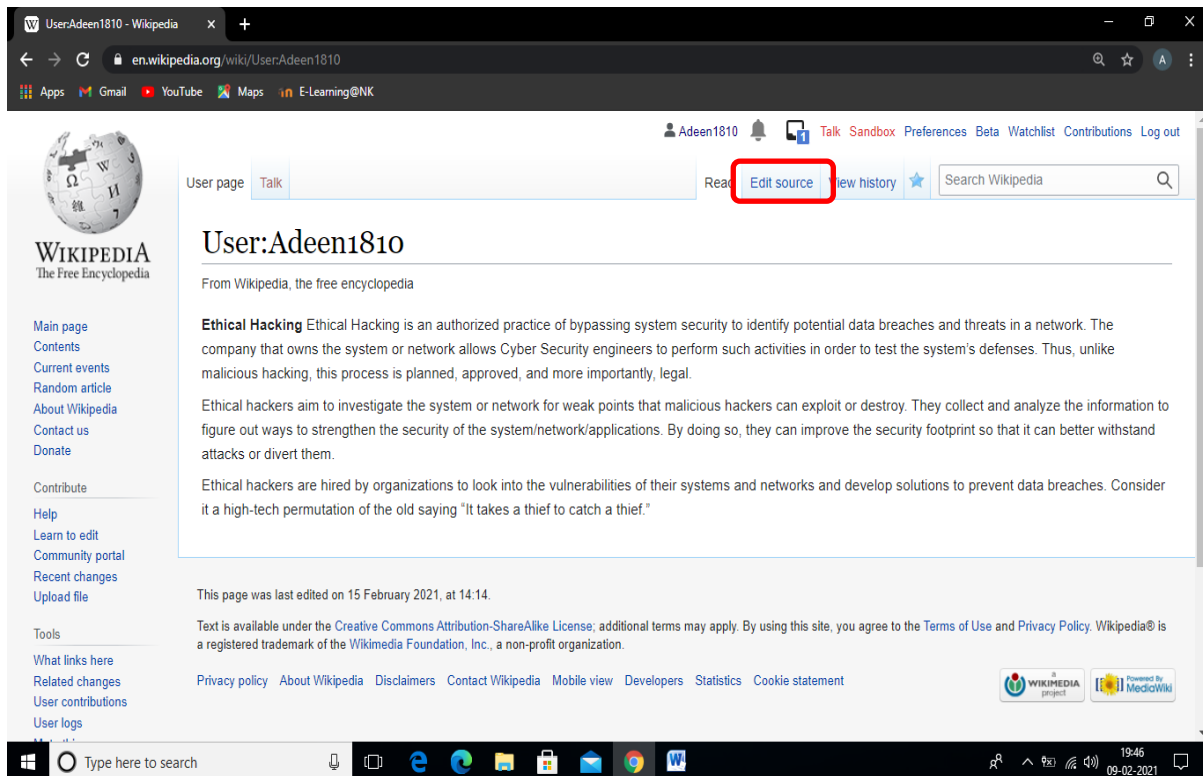 User:Adeen1810 - Wikipedia
en.wikipedia.org/wiki/User:Adeen1810
A
Apps Gmail YouTube Maps E-Learning@NK
Adeen1810 1 Talk Sandbox Preferences Beta Watchlist Contributions Log out
User page Talk Read Edit source View history Search Wikipedia
WIKIPEDIA
The Free Encyclopedia
User:Adeen1810
From Wikipedia, the free encyclopedia
Ethical Hacking Ethical Hacking is an authorized practice of bypassing system security to identify potential data breaches and threats in a network. The
company that owns the system or network allows Cyber Security engineers to perform such activities in order to test the system's defenses. Thus, unlike
malicious hacking, this process is planned, approved, and more importantly, legal.
Ethical hackers aim to investigate the system or network for weak points that malicious hackers can exploit or destroy. They collect and analyze the information to
figure out ways to strengthen the security of the system/network/applications. By doing so, they can improve the security footprint so that it can better withstand
attacks or divert them.
Ethical hackers are hired by organizations to look into the vulnerabilities of their systems and networks and develop solutions to prevent data breaches. Consider
it a high-tech permutation of the old saying “It takes a thief to catch a thief.”
Main page
Contents
Current events
Random article
About Wikipedia
Contact us
Donate
Contribute
Help
Learn to edit
Community portal
Recent changes
Upload file
Tools
What links here
Related changes
User contributions
User logs
This page was last edited on 15 February 2021, at 14:14.
Text is available under the Creative Commons Attribution-ShareAlike License; additional terms may apply. By using this site, you agree to the Terms of Use and Privacy Policy. Wikipedia® is
a registered trademark of the Wikimedia Foundation, Inc., a non-profit organization.
Privacy policy About Wikipedia Disclaimers Contact Wikipedia Mobile view Developers Statistics Cookie statement
a
WIKIMEDIA
project
Powered By
MediaWiki
Type here to search
19:46
09-02-2021